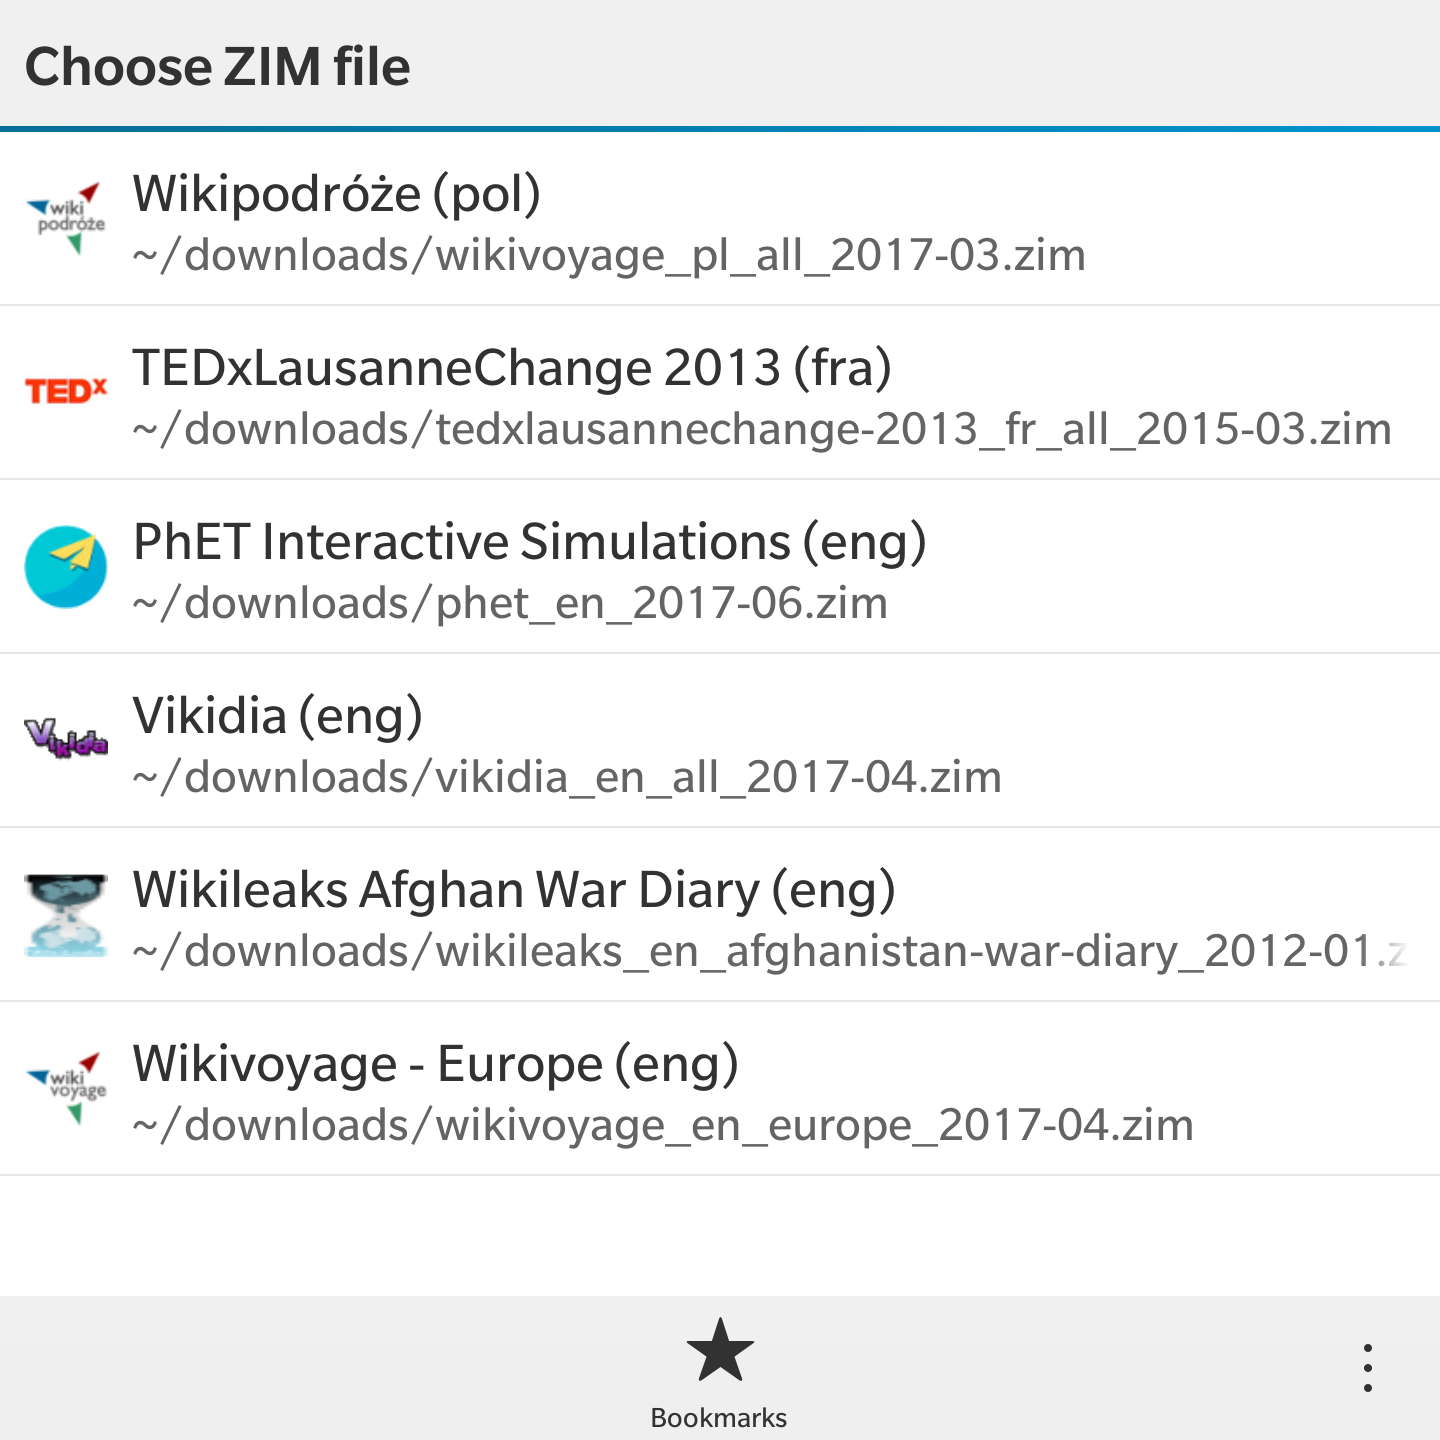 Choose ZIM file
wiki
podróże
Wikipodróże (pol)
~/downloads/wikivoyage_pl_all_2017-03.zim
TEDx
TEDxLausanneChange 2013 (fra)
~/downloads/tedxlausannechange-2013_fr_all_2015-03.zim
PhET Interactive Simulations (eng)
~/downloads/phet_en_2017-06.zim
Vikidia
Vikidia (eng)
~/downloads/vikidia_en_all_2017-04.zim
Wikileaks Afghan War Diary (eng)
~/downloads/wikileaks_en_afghanistan-war-diary_2012-01.z
wiki
voyage
Wikivoyage - Europe (eng)
~/downloads/wikivoyage_en_europe_2017-04.zim
Bookmarks